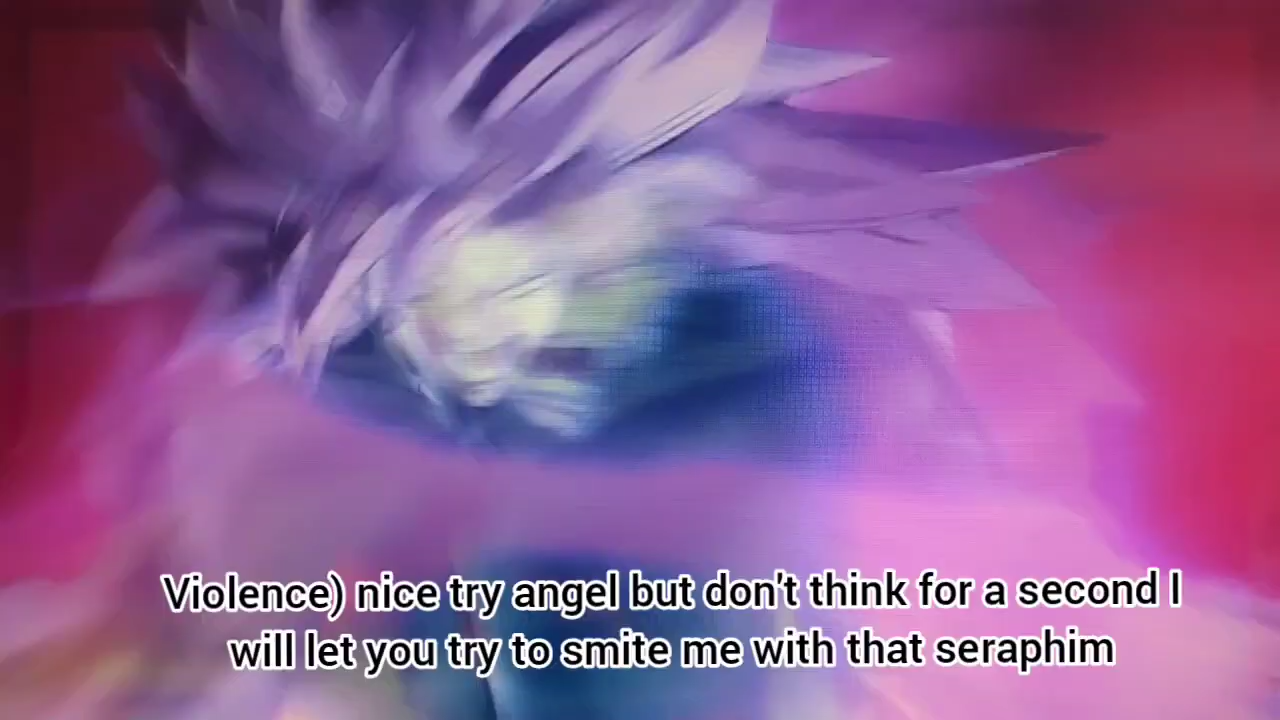 Violence) nice try angel but don't think for a second I
will let you try to smite me with that seraphim